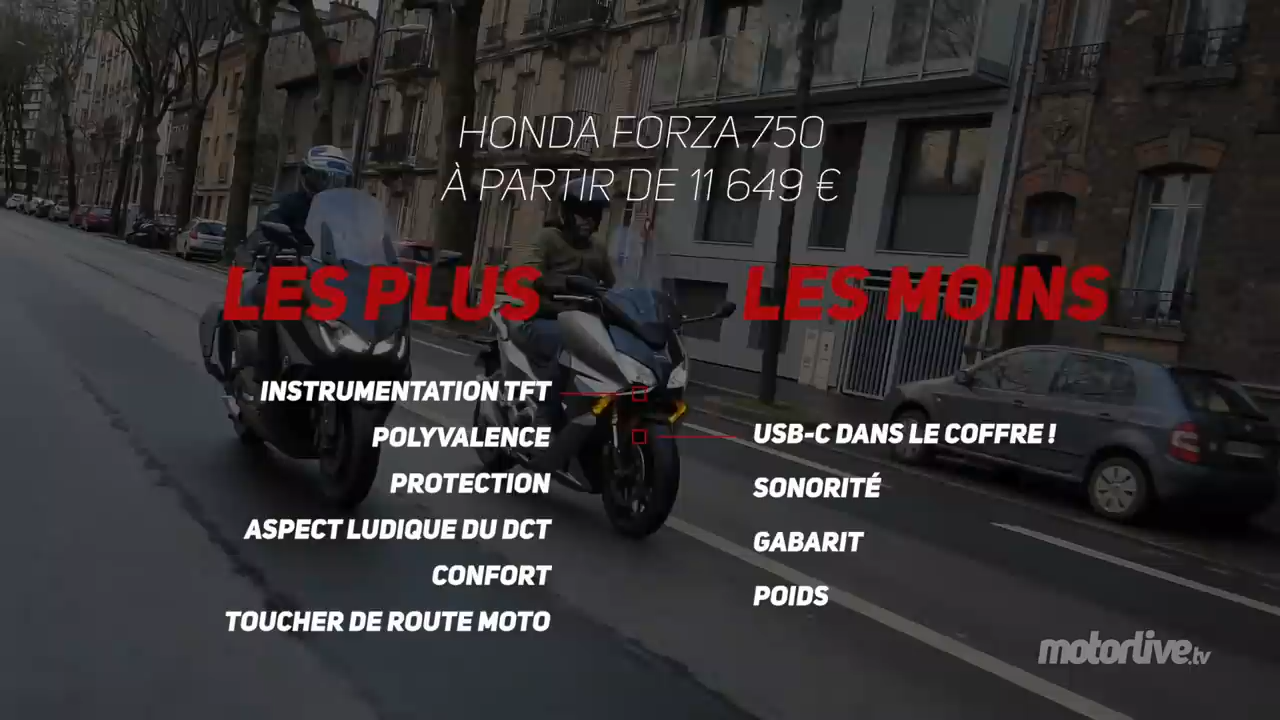 HONDA FORZA 750
À PARTIR DE 11 649 €
LES PLUS
INSTRUMENTATION TFT
POLYVALENCE
PROTECTION
ASPECT LUDIQUE DU DCT
CONFORT
TOUCHER DE ROUTE MOTO
LES MOINS
USB-C DANS LE COFFRE !
SONORITÉ
GABARIT
POIDS
motorlive.tv